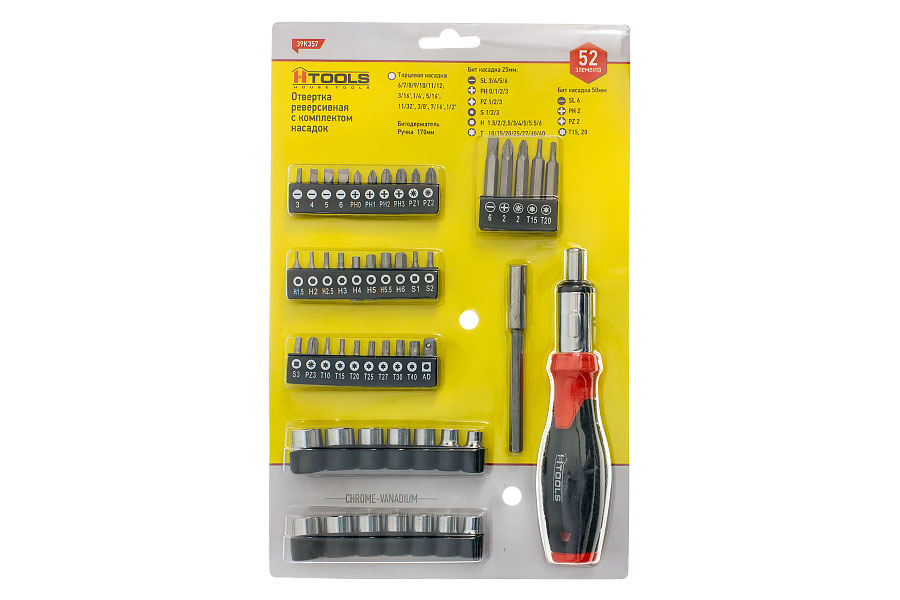 39K357
HTOOLS
HOUSE TOOLS
Отвертка
реверсивная
с комплектом
насадок
Торцевая насадка:
6/7/8/9/10/11/12;
3/16',1/4', 5/16',
11/32', 3/8', 7/16',1/2'
Битодержатель
Ручка 170мм
Бит насадка 25мм:
SL 3/4/5/6
PH 0/1/2/3
PZ 1/2/3
S 1/2/3
H 1.5/2/2.5/3/4/5/5.5/6
T 10/15/20/25/27/30/40
52
элемента
Бит насадка 50мм:
SL 6
PH 2
PZ 2
T15, 20
3 4 5 6 PH0 PH1 PH2 PH3 PZ1 PZ2
6 2 2 T15 T20
H1.5 H2 H2.5 H3 H4 H5 H5.5 H6 S1 S2
S3 PZ3 T10 T15 T20 T25 T27 T30 T40 AD
HTOOLS
CHROME-VANADIUM